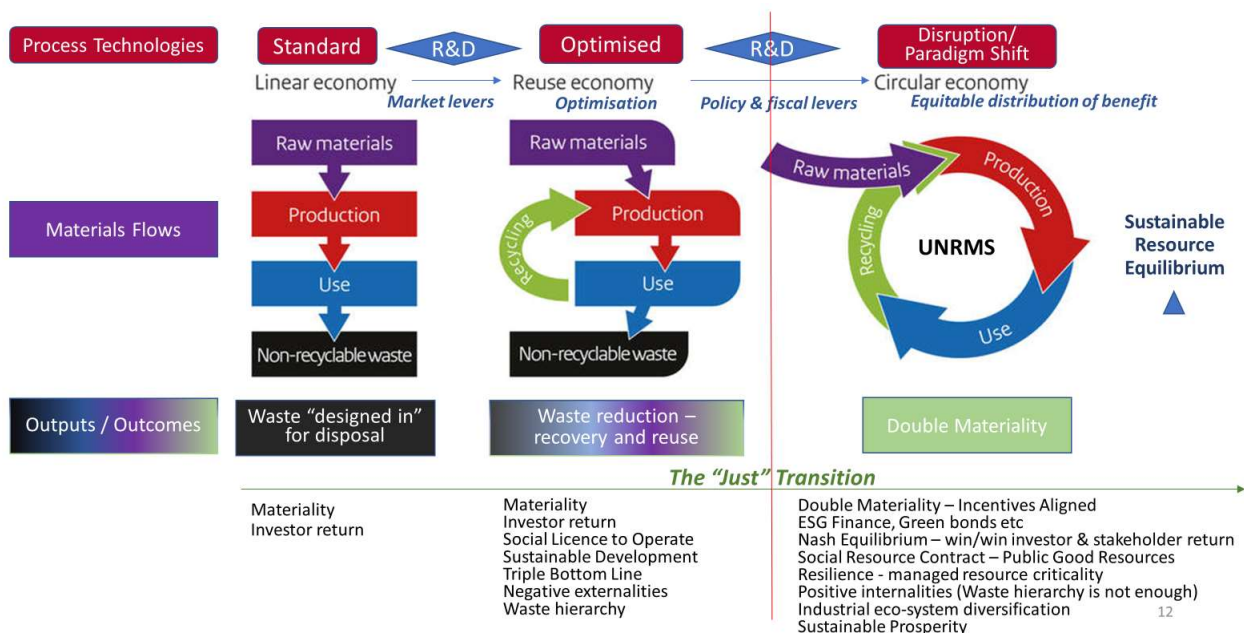 Process Technologies
Standard
R&D
Optimised
R&D
Disruption/
Paradigm Shift
Linear economy
Reuse economy
Circular economy
Market levers
Optimisation
Policy & fiscal levers
Equitable distribution of benefit
Materials Flows
Raw materials
Production
Use
Non-recyclable waste
Raw materials
Production
Recycling
Use
Non-recyclable waste
Raw materials
Production
Recycling
UNRMS
Use
Sustainable
Resource
Equilibrium
Outputs / Outcomes
Waste "designed in"
for disposal
Waste reduction –
recovery and reuse
Double Materiality
The "Just" Transition
Materiality
Investor return
Materiality
Investor return
Social Licence to Operate
Sustainable Development
Triple Bottom Line
Negative externalities
Waste hierarchy
Double Materiality – Incentives Aligned
ESG Finance, Green bonds etc
Nash Equilibrium – win/win investor & stakeholder return
Social Resource Contract – Public Good Resources
Resilience - managed resource criticality
Positive internalities (Waste hierarchy is not enough)
Industrial eco-system diversification
Sustainable Prosperity
12